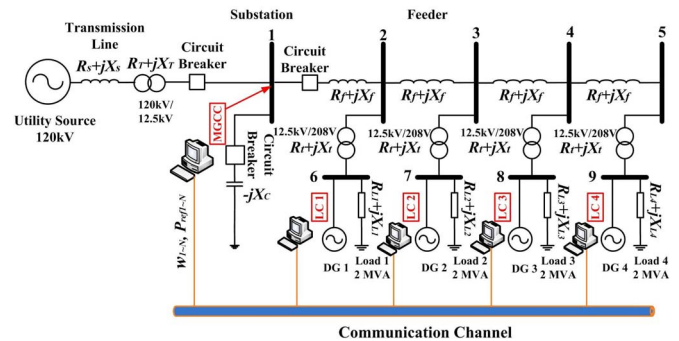 Substation
Feeder
Transmission
Line
1
2
3
4
5
Rs+jXs
RT+jXT
Circuit
Breaker
Circuit
Breaker
Rf+jXf
Rf+jXf
Rf+jXf
Rf+jXf
120kV/
12.5kV
Utility Source
120kV
MGCC
Circuit
Breaker
-jXC
12.5kV/208V
Rt+jXt
12.5kV/208V
Rt+jXt
12.5kV/208V
Rt+jXt
12.5kV/208V
Rt+jXt
6
7
8
9
LC 1
RL1+jXL1
LC 2
RL2+jXL2
LC 3
RL3+jXL3
LC 4
RL4+jXL4
w1~N, Pref1~N
DG 1
Load 1
2 MVA
DG 2
Load 2
2 MVA
DG 3
Load 3
2 MVA
DG 4
Load 4
2 MVA
Communication Channel